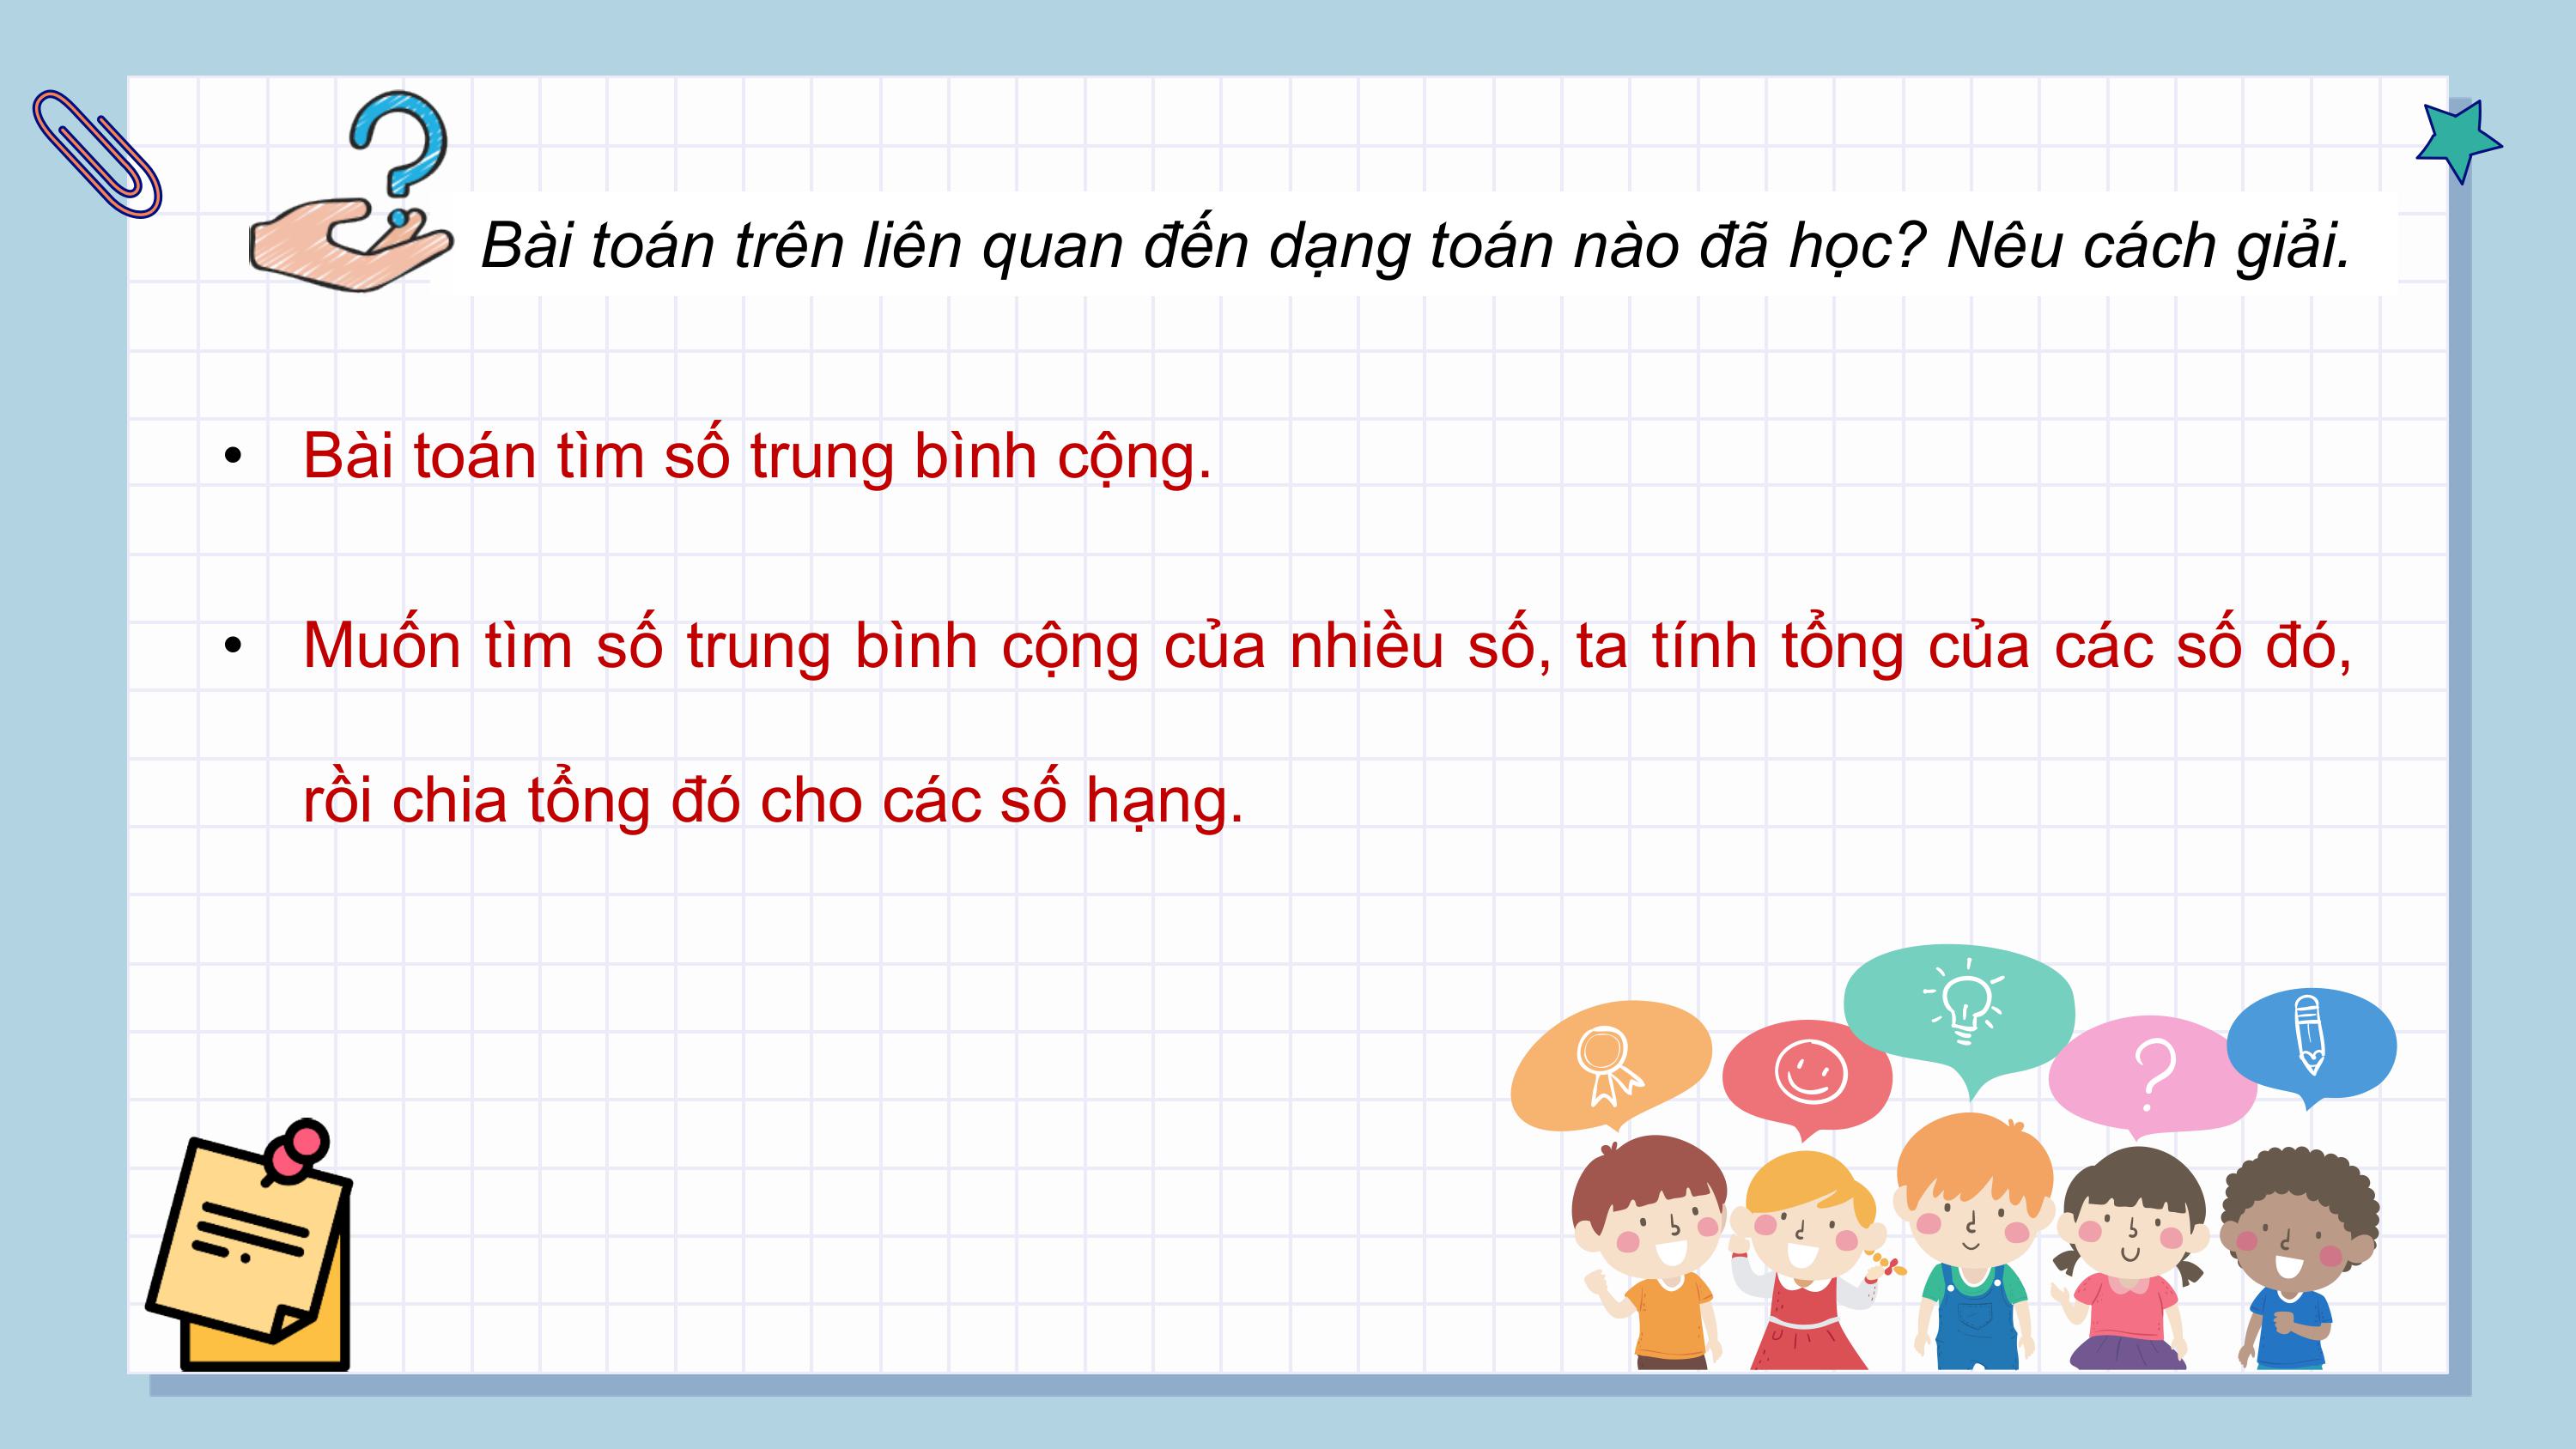 Bài toán trên liên quan đến dạng toán nào đã học? Nêu cách giải.
• Bài toán tìm số trung bình cộng.
• Muốn tìm số trung bình cộng của nhiều số, ta tính tổng của các số đó,
rồi chia tổng đó cho các số hạng.